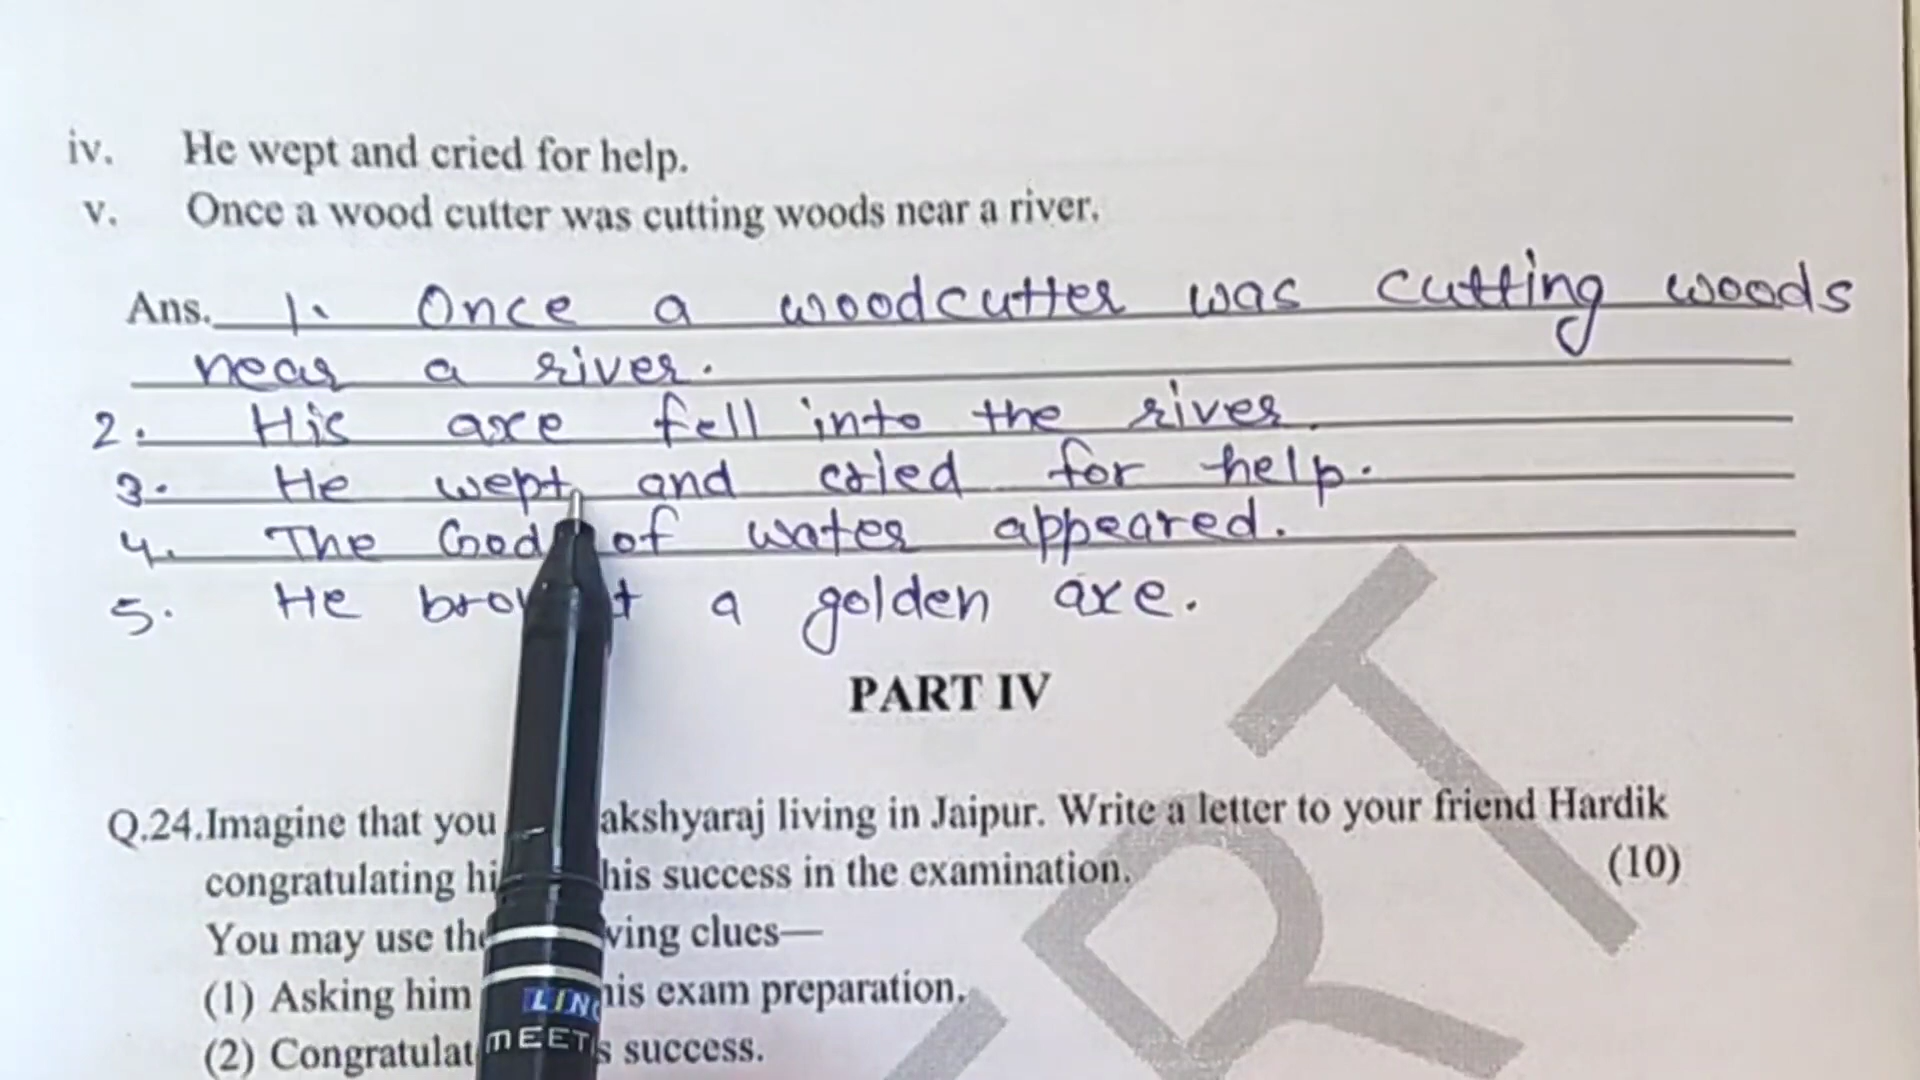 iv. He wept and cried for help.
v. Once a wood cutter was cutting woods near a river.
Ans. 1. Once a woodcutter was cutting woods
near a river.
2. His axe fell into the river.
3. He wept and cried for help.
4. The God of water appeared.
5. He a golden axe.
PART IV
Q.24. Imagine that you akshyaraj living in Jaipur. Write a letter to your friend Hardik
congratulating his success in the examination. (10)
You may use clues—
(1) Asking him his exam preparation.
(2) success.
LINC
MEET
RT